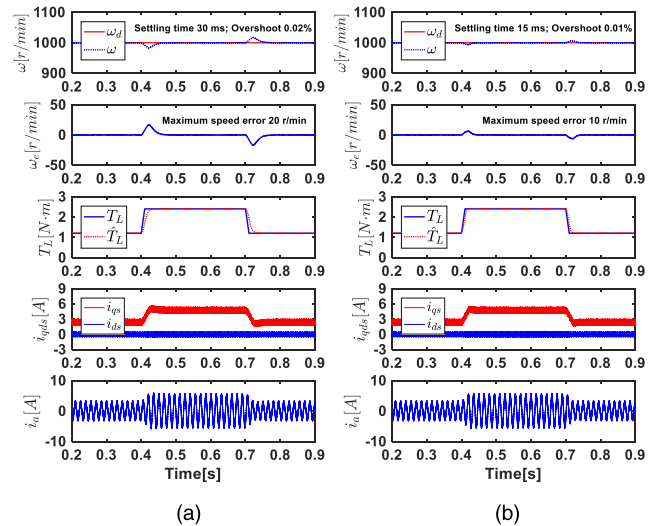 Settling time 30 ms; Overshoot 0.02%
ω[r/min]
1100
1000
900
ω_d
ω
0.2 0.3 0.4 0.5 0.6 0.7 0.8 0.9
Maximum speed error 20 r/min
ω_e[r/min]
50
0
-50
0.2 0.3 0.4 0.5 0.6 0.7 0.8 0.9
T_L[N·m]
3
2
1
0
T_L
T̂_L
0.2 0.3 0.4 0.5 0.6 0.7 0.8 0.9
i_qds[A]
9
6
3
0
-3
i_qs
i_ds
0.2 0.3 0.4 0.5 0.6 0.7 0.8 0.9
i_a[A]
10
0
-10
0.2 0.3 0.4 0.5 0.6 0.7 0.8 0.9
Time[s]
(a)
Settling time 15 ms; Overshoot 0.01%
ω[r/min]
1100
1000
900
ω_d
ω
0.2 0.3 0.4 0.5 0.6 0.7 0.8 0.9
Maximum speed error 10 r/min
ω_e[r/min]
50
0
-50
0.2 0.3 0.4 0.5 0.6 0.7 0.8 0.9
T_L[N·m]
3
2
1
0
T_L
T̂_L
0.2 0.3 0.4 0.5 0.6 0.7 0.8 0.9
i_qds[A]
9
6
3
0
-3
i_qs
i_ds
0.2 0.3 0.4 0.5 0.6 0.7 0.8 0.9
i_a[A]
10
0
-10
0.2 0.3 0.4 0.5 0.6 0.7 0.8 0.9
Time[s]
(b)